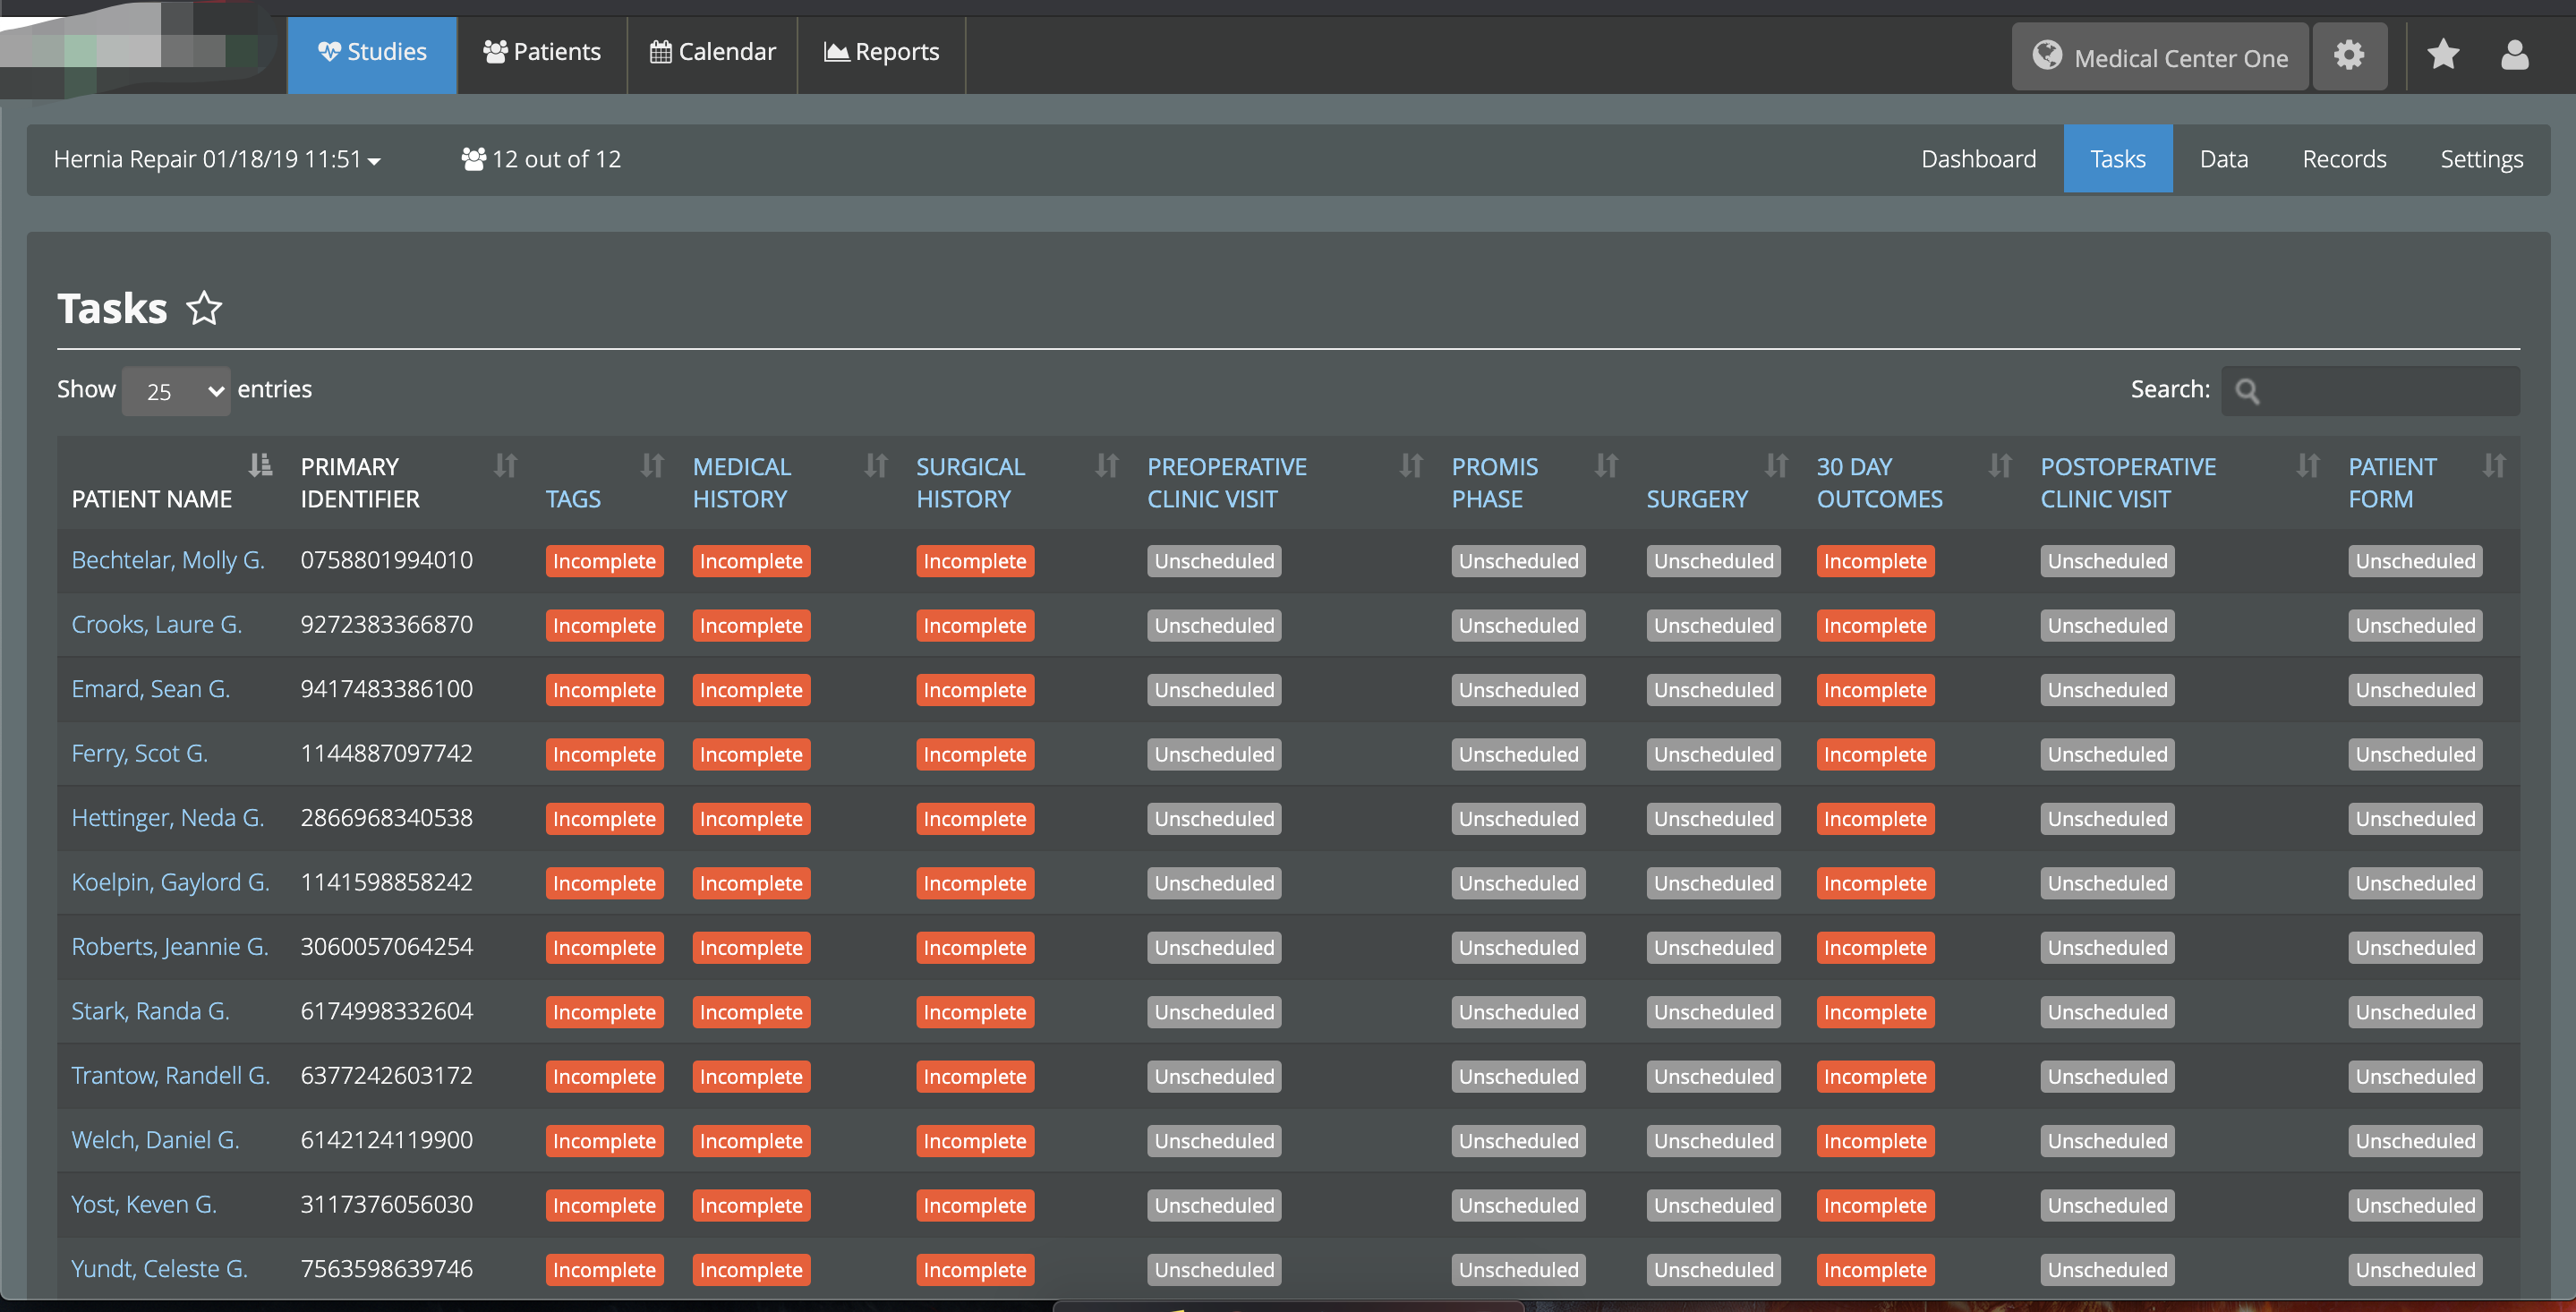 Studies Patients Calendar Reports Medical Center One
Hernia Repair 01/18/19 11:51 12 out of 12 Dashboard Tasks Data Records Settings
Tasks
Show 25 entries Search:
PATIENT NAME PRIMARY IDENTIFIER TAGS MEDICAL HISTORY SURGICAL HISTORY PREOPERATIVE CLINIC VISIT PROMIS PHASE SURGERY 30 DAY OUTCOMES POSTOPERATIVE CLINIC VISIT PATIENT FORM
Bechtelar, Molly G. 0758801994010 Incomplete Incomplete Incomplete Unscheduled Unscheduled Unscheduled Incomplete Unscheduled Unscheduled
Crooks, Laure G. 9272383366870 Incomplete Incomplete Incomplete Unscheduled Unscheduled Unscheduled Incomplete Unscheduled Unscheduled
Emard, Sean G. 9417483386100 Incomplete Incomplete Incomplete Unscheduled Unscheduled Unscheduled Incomplete Unscheduled Unscheduled
Ferry, Scot G. 1144887097742 Incomplete Incomplete Incomplete Unscheduled Unscheduled Unscheduled Incomplete Unscheduled Unscheduled
Hettinger, Neda G. 2866968340538 Incomplete Incomplete Incomplete Unscheduled Unscheduled Unscheduled Incomplete Unscheduled Unscheduled
Koelpin, Gaylord G. 1141598858242 Incomplete Incomplete Incomplete Unscheduled Unscheduled Unscheduled Incomplete Unscheduled Unscheduled
Roberts, Jeannie G. 3060057064254 Incomplete Incomplete Incomplete Unscheduled Unscheduled Unscheduled Incomplete Unscheduled Unscheduled
Stark, Randa G. 6174998332604 Incomplete Incomplete Incomplete Unscheduled Unscheduled Unscheduled Incomplete Unscheduled Unscheduled
Trantow, Randell G. 6377242603172 Incomplete Incomplete Incomplete Unscheduled Unscheduled Unscheduled Incomplete Unscheduled Unscheduled
Welch, Daniel G. 6142124119900 Incomplete Incomplete Incomplete Unscheduled Unscheduled Unscheduled Incomplete Unscheduled Unscheduled
Yost, Keven G. 3117376056030 Incomplete Incomplete Incomplete Unscheduled Unscheduled Unscheduled Incomplete Unscheduled Unscheduled
Yundt, Celeste G. 7563598639746 Incomplete Incomplete Incomplete Unscheduled Unscheduled Unscheduled Incomplete Unscheduled Unscheduled